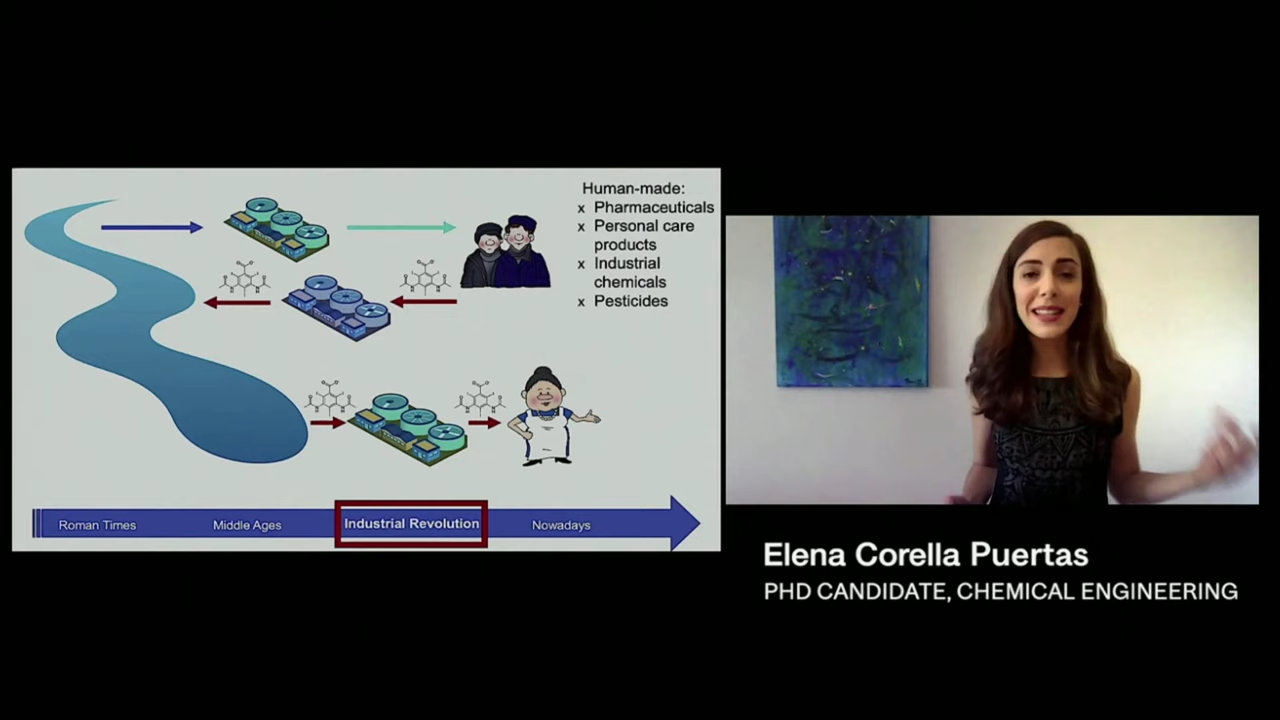 Human-made:
x Pharmaceuticals
x Personal care
products
x Industrial
chemicals
x Pesticides
Roman Times
Middle Ages
Industrial Revolution
Nowadays
Elena Corella Puertas
PHD CANDIDATE, CHEMICAL ENGINEERING